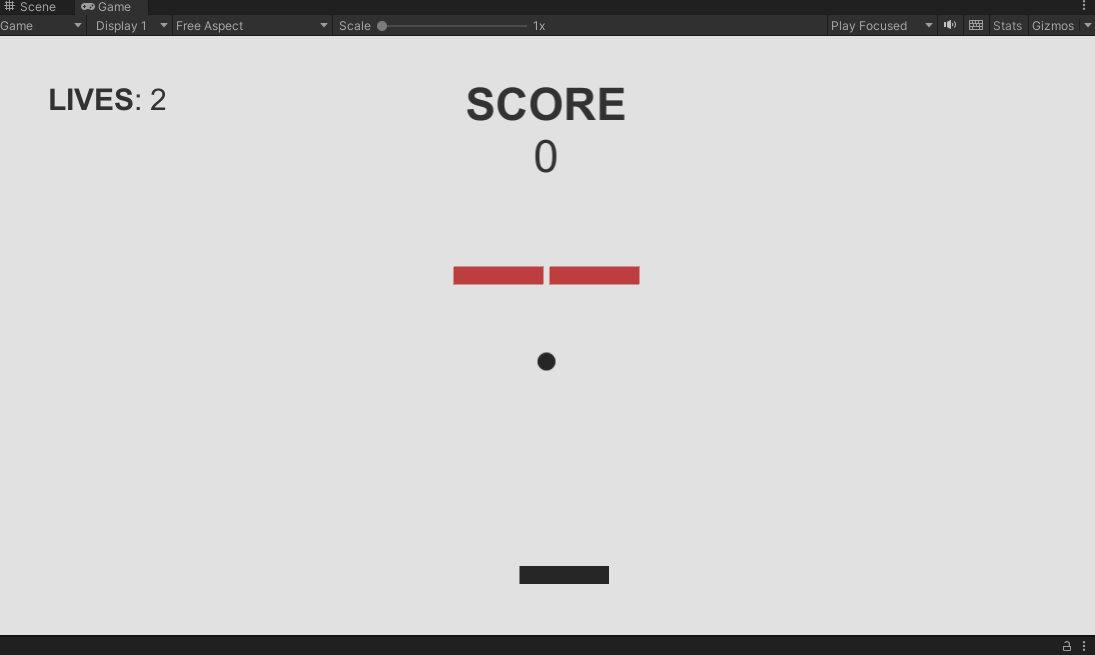 Scene Game
Game Display 1 Free Aspect Scale 1x Play Focused Stats Gizmos
LIVES: 2
SCORE
0